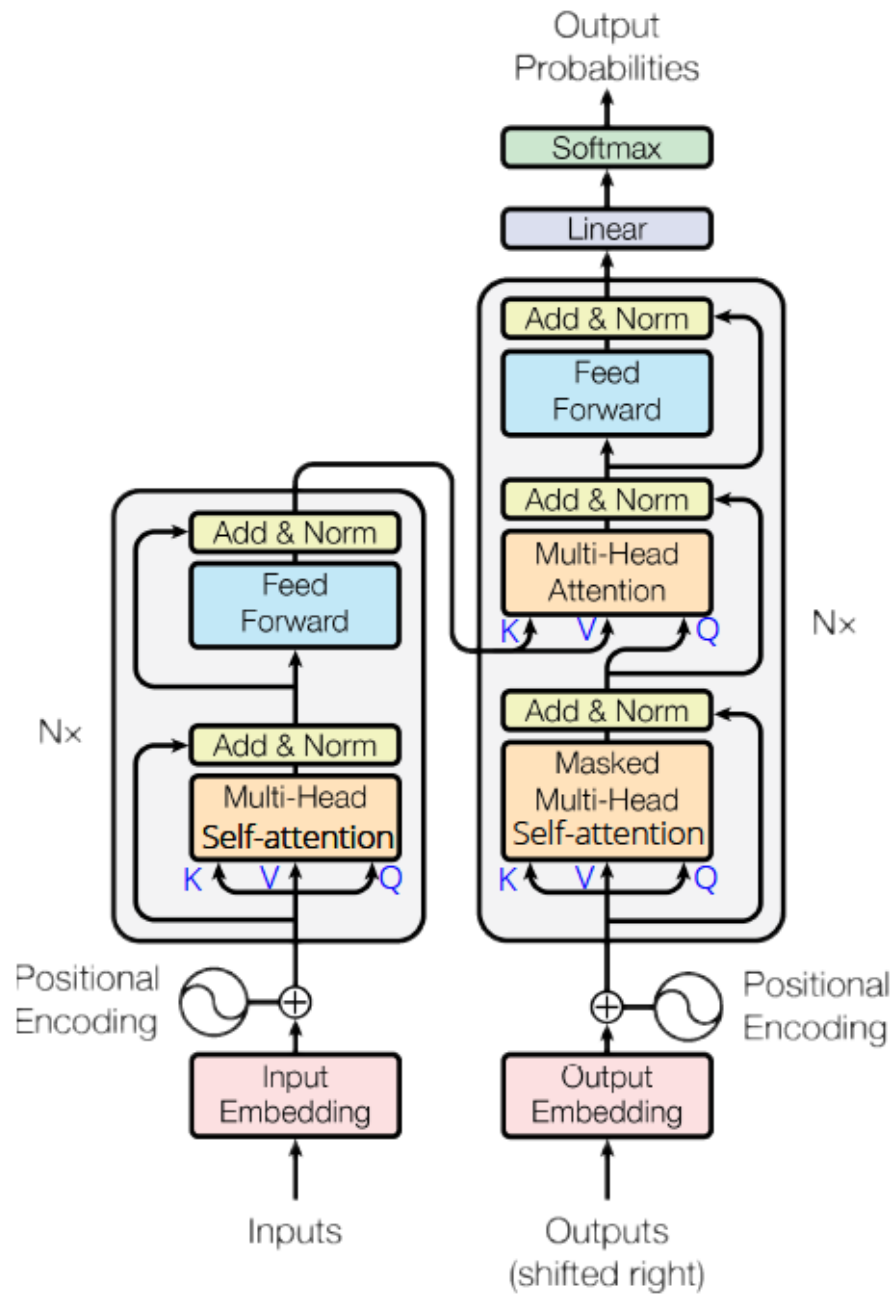 Output
Probabilities
Softmax
Linear
Add & Norm
Feed
Forward
Add & Norm
Multi-Head
Attention
K V Q
Nx
Add & Norm
Masked
Multi-Head
Self-attention
K V Q
Add & Norm
Feed
Forward
Nx
Add & Norm
Multi-Head
Self-attention
K V Q
Positional
Encoding
Positional
Encoding
Input
Embedding
Output
Embedding
Inputs
Outputs
(shifted right)